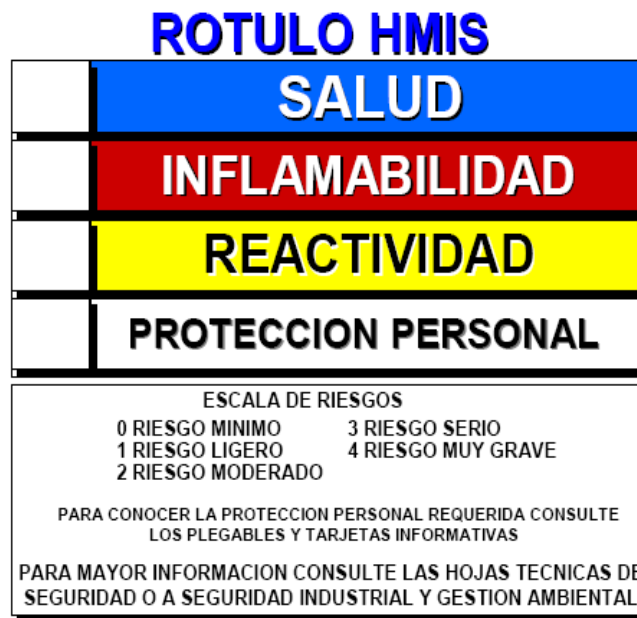 ROTULO HMIS
SALUD
INFLAMABILIDAD
REACTIVIDAD
PROTECCION PERSONAL
ESCALA DE RIESGOS
0 RIESGO MINIMO 3 RIESGO SERIO
1 RIESGO LIGERO 4 RIESGO MUY GRAVE
2 RIESGO MODERADO
PARA CONOCER LA PROTECCION PERSONAL REQUERIDA CONSULTE
LOS PLEGABLES Y TARJETAS INFORMATIVAS
PARA MAYOR INFORMACION CONSULTE LAS HOJAS TECNICAS DE
SEGURIDAD O A SEGURIDAD INDUSTRIAL Y GESTION AMBIENTAL